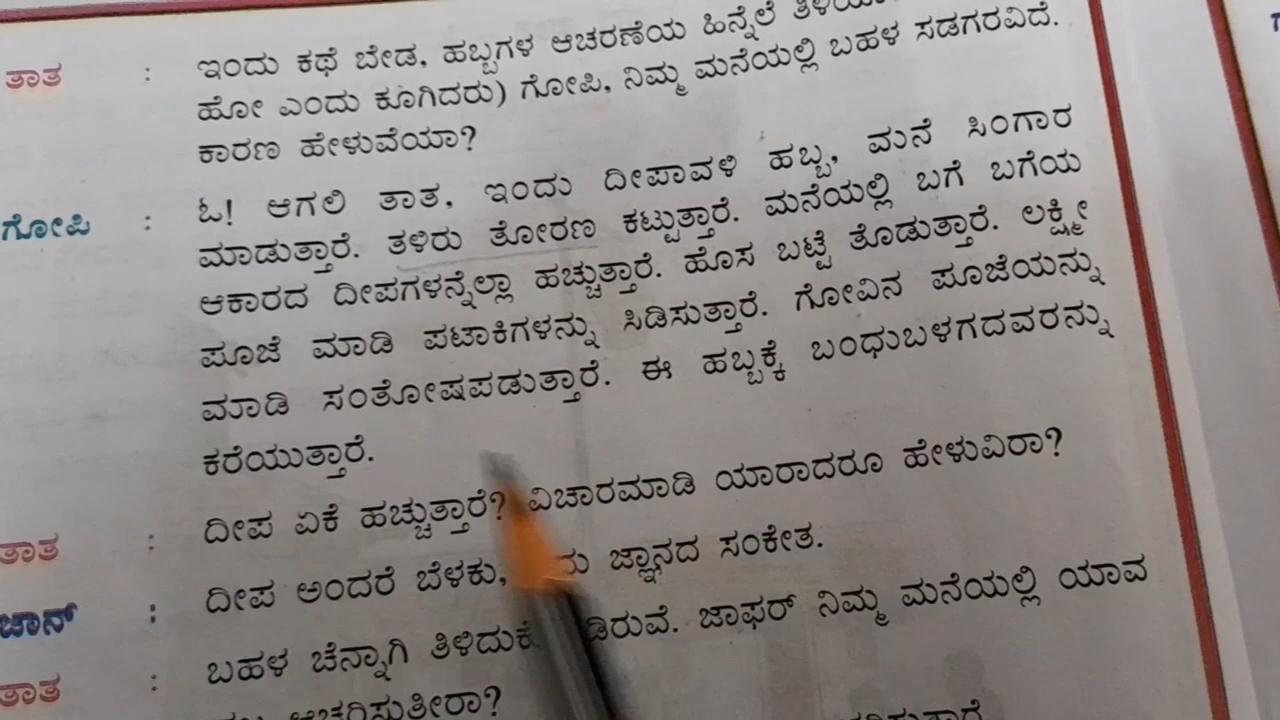 ತಾತ : ಇಂದು ಕಥೆ ಬೇಡ, ಹಬ್ಬಗಳ ಆಚರಣೆಯ ಹಿನ್ನೆಲೆ
ಹೋ ಎಂದು ಕೂಗಿದರು) ಗೋಪಿ, ನಿಮ್ಮ ಮನೆಯಲ್ಲಿ ಬಹಳ ಸಡಗರವಿದೆ.
ಕಾರಣ ಹೇಳುವೆಯಾ?
ಗೋಪಿ : ಓ! ಆಗಲಿ ತಾತ, ಇಂದು ದೀಪಾವಳಿ ಹಬ್ಬ, ಮನೆ ಸಿಂಗಾರ
ಮಾಡುತ್ತಾರೆ. ತಳಿರು ತೋರಣ ಕಟ್ಟುತ್ತಾರೆ. ಮನೆಯಲ್ಲಿ ಬಗೆ ಬಗೆಯ
ಆಕಾರದ ದೀಪಗಳನ್ನೆಲ್ಲಾ ಹಚ್ಚುತ್ತಾರೆ. ಹೊಸ ಬಟ್ಟೆ ತೊಡುತ್ತಾರೆ. ಲಕ್ಷ್ಮೀ
ಪೂಜೆ ಮಾಡಿ ಪಟಾಕಿಗಳನ್ನು ಸಿಡಿಸುತ್ತಾರೆ. ಗೋವಿನ ಪೂಜೆಯನ್ನು
ಮಾಡಿ ಸಂತೋಷಪಡುತ್ತಾರೆ. ಈ ಹಬ್ಬಕ್ಕೆ ಬಂಧುಬಳಗದವರನ್ನು
ಕರೆಯುತ್ತಾರೆ.
ತಾತ : ದೀಪ ಏಕೆ ಹಚ್ಚುತ್ತಾರೆ? ವಿಚಾರಮಾಡಿ ಯಾರಾದರೂ ಹೇಳುವಿರಾ?
ಜಾನ್ : ದೀಪ ಅಂದರೆ ಬೆಳಕು, ಜ್ಞಾನದ ಸಂಕೇತ.
ತಾತ : ಬಹಳ ಚೆನ್ನಾಗಿ ಜಾಫರ್ ನಿಮ್ಮ ಮನೆಯಲ್ಲಿ ಯಾವ
ಆಚರಿಸುತೀರಾ?